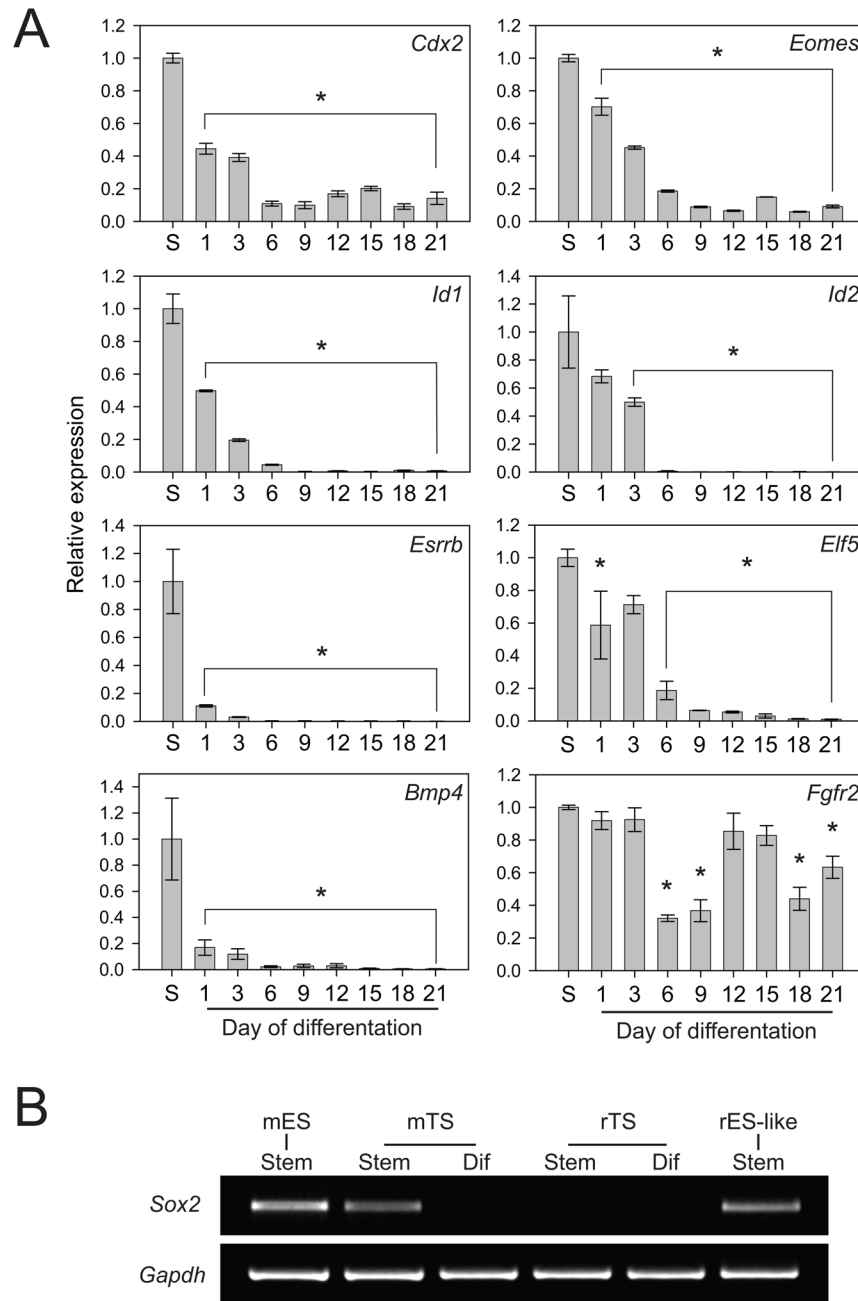 A
Relative expression
Cdx2
1.2
1.0
0.8
0.6
0.4
0.2
0.0
*
S 1 3 6 9 12 15 18 21
Eomes
1.2
1.0
0.8
0.6
0.4
0.2
0.0
*
S 1 3 6 9 12 15 18 21
Id1
1.2
1.0
0.8
0.6
0.4
0.2
0.0
*
S 1 3 6 9 12 15 18 21
Id2
1.4
1.2
1.0
0.8
0.6
0.4
0.2
0.0
*
S 1 3 6 9 12 15 18 21
Esrrb
1.4
1.2
1.0
0.8
0.6
0.4
0.2
0.0
*
S 1 3 6 9 12 15 18 21
Elf5
1.2
1.0
0.8
0.6
0.4
0.2
0.0
* *
S 1 3 6 9 12 15 18 21
Bmp4
1.4
1.2
1.0
0.8
0.6
0.4
0.2
0.0
*
S 1 3 6 9 12 15 18 21
Day of differentation
Fgfr2
1.2
1.0
0.8
0.6
0.4
0.2
0.0
* * * *
S 1 3 6 9 12 15 18 21
Day of differentation
B
mES mTS rTS rES-like
Stem Stem Dif Stem Dif Stem
Sox2
Gapdh